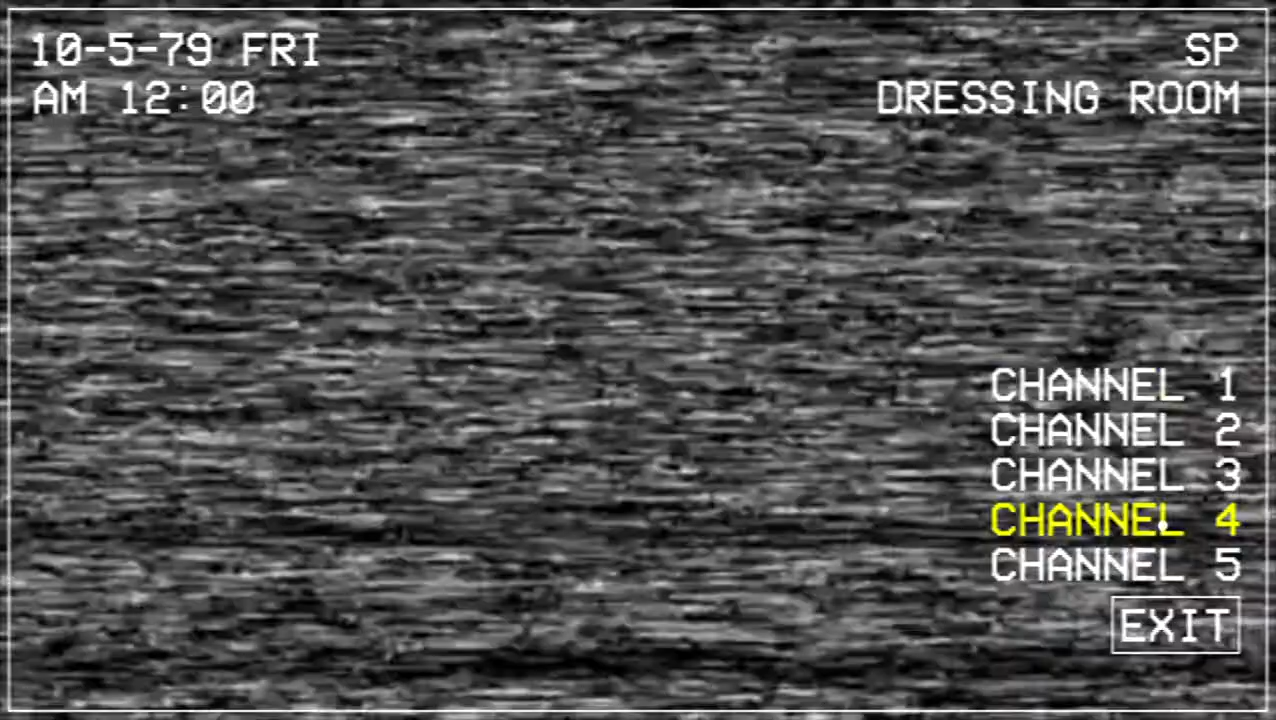 10-5-79 FRI
AM 12:00
SP
DRESSING ROOM
CHANNEL 1
CHANNEL 2
CHANNEL 3
CHANNEL 4
CHANNEL 5
EXIT